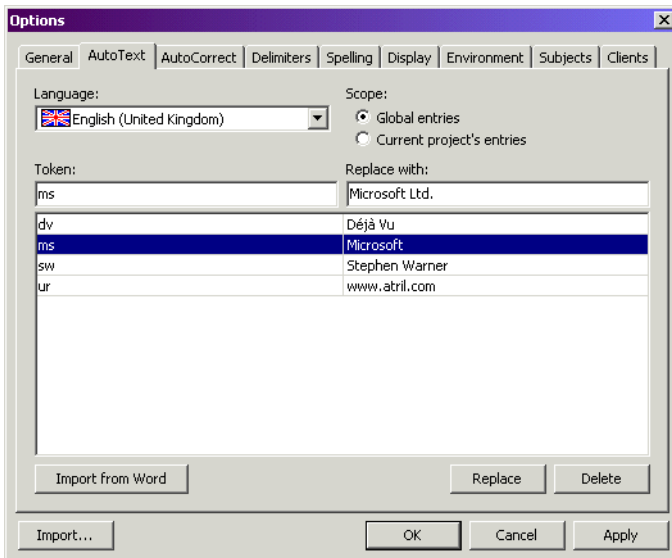 Options
General AutoText AutoCorrect Delimiters Spelling Display Environment Subjects Clients
Language: Scope:
English (United Kingdom) Global entries
Current project's entries
Token: Replace with:
ms Microsoft Ltd.
dv Déjà Vu
ms Microsoft
sw Stephen Warner
ur www.atril.com
Import from Word Replace Delete
Import... OK Cancel Apply